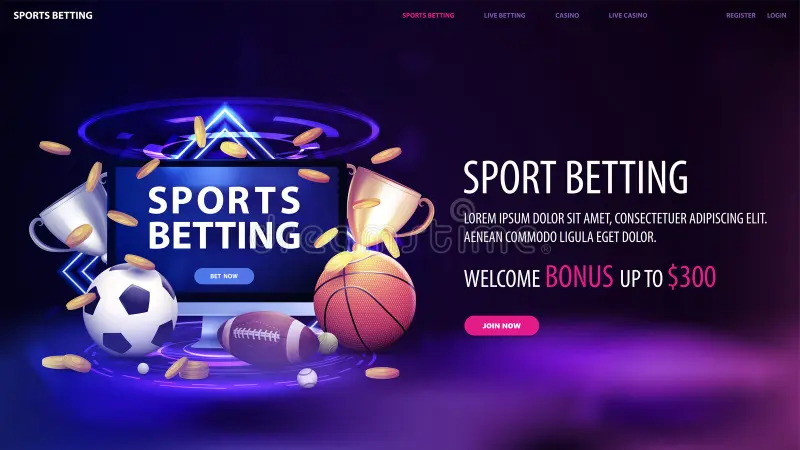 SPORTS BETTING
SPORTS BETTING LIVE BETTING CASINO LIVE CASINO REGISTER LOGIN
SPORTS
BETTING
BET NOW
SPORT BETTING
LOREM IPSUM DOLOR SIT AMET, CONSECTETUER ADIPISCING ELIT.
AENEAN COMMODO LIGULA EGET DOLOR.
WELCOME BONUS UP TO $300
JOIN NOW
dreamstime